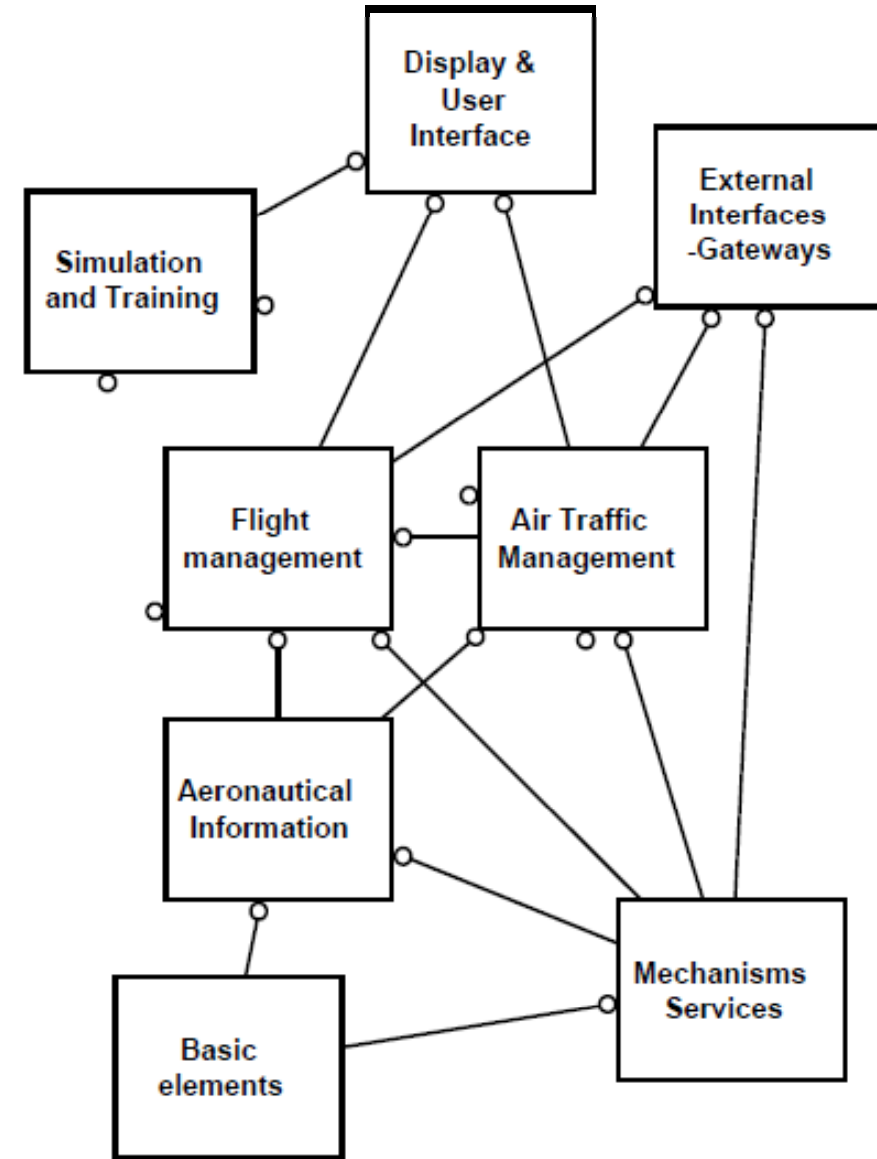 Display &
User
Interface
External
Interfaces
-Gateways
Simulation
and Training
Flight
management
Air Traffic
Management
Aeronautical
Information
Mechanisms
Services
Basic
elements